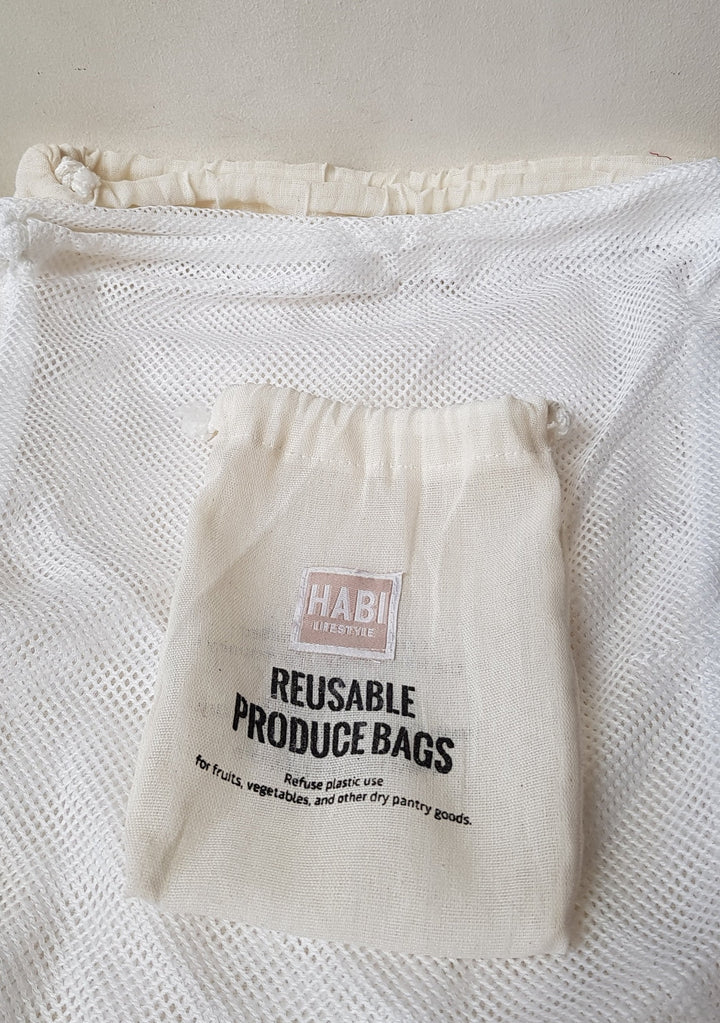 HABI
LIFESTYLE
REUSABLE
PRODUCE BAGS
Refuse plastic use
for fruits, vegetables, and other dry pantry goods.